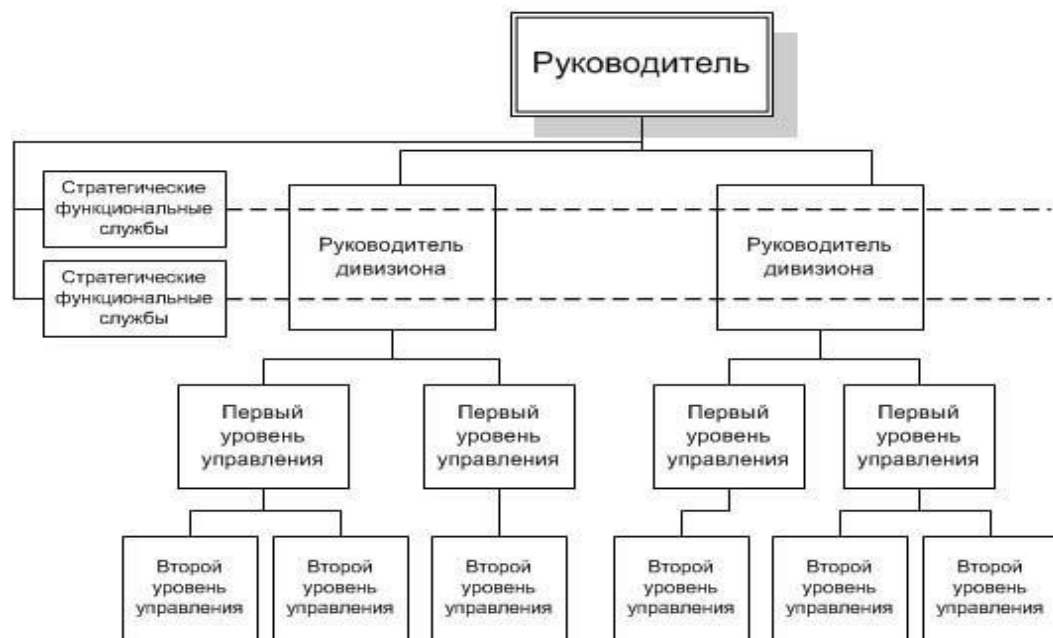 Руководитель
Стратегические
функциональные
службы
Руководитель
дивизиона
Руководитель
дивизиона
Стратегические
функциональные
службы
Первый
уровень
управления
Первый
уровень
управления
Первый
уровень
управления
Первый
уровень
управления
Второй
уровень
управления
Второй
уровень
управления
Второй
уровень
управления
Второй
уровень
управления
Второй
уровень
управления
Второй
уровень
управления